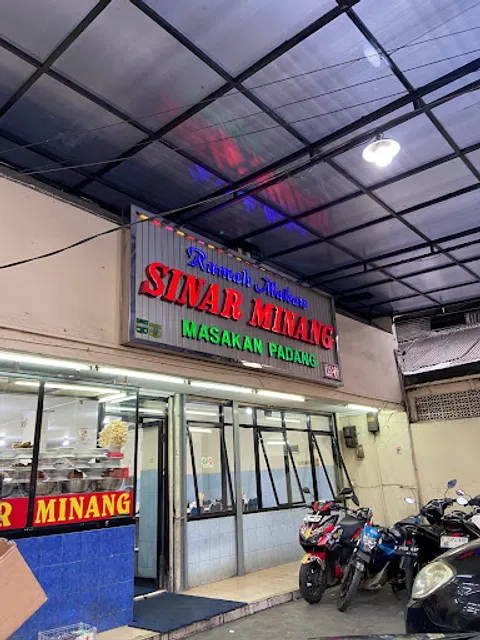 Rumah Makan
SINAR MINANG
MASAKAN PADANG
R MINANG